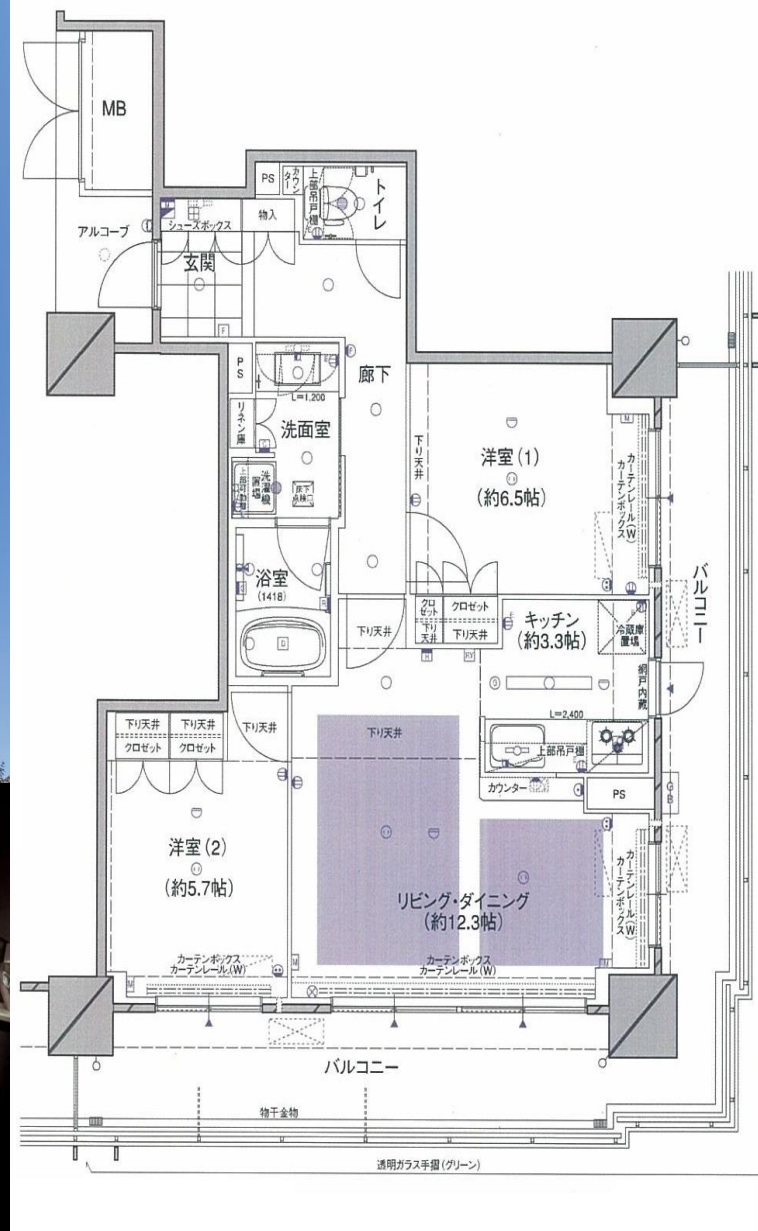 MB
アルコーブ
PS
カウンター
上部吊戸棚
トイレ
物入
シューズボックス
玄関
F
PS
L=1,200
廊下
リネン庫
洗面室
下り天井
洋室(1)
(約6.5帖)
カーテンレール(W)
カーテンボックス
M
洗濯機置場
上部可動棚
床下点検口
バルコニー
浴室
(1418)
クロゼット
クロゼット
下り天井
下り天井
キッチン
(約3.3帖)
冷蔵庫置場
下り天井
H
網戸内蔵
L=2,400
下り天井
下り天井
クロゼット
クロゼット
下り天井
下り天井
上部吊戸棚
カウンター
PS
洋室(2)
(約5.7帖)
リビング・ダイニング
(約12.3帖)
カーテンレール(W)
カーテンボックス
カーテンボックス
カーテンレール(W)
カーテンボックス
カーテンレール(W)
M
M
M
バルコニー
物干金物
透明ガラス手摺(グリーン)